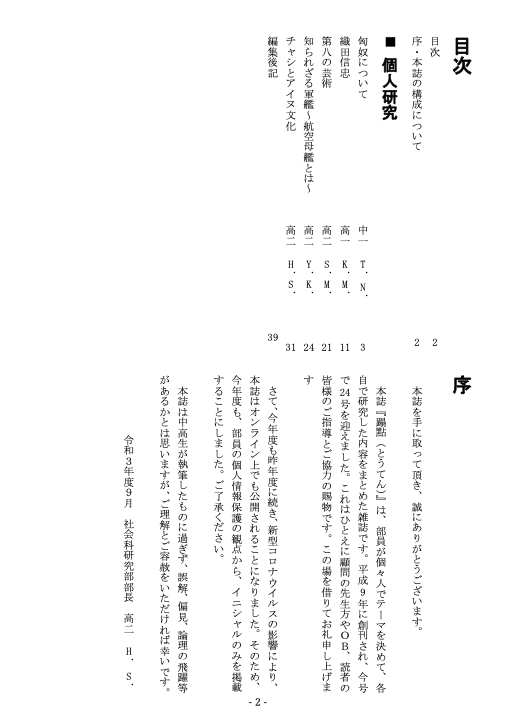 目次
目次 2
序・本誌の構成について 2
■ 個人研究
匈奴について 中一 T. N. 3
織田信忠 高一 K. M. 11
第八の芸術 高二 S. M. 21
知られざる軍艦～航空母艦とは～ 高二 Y. K. 24
チャシとアイヌ文化 高二 H. S. 31
編集後記 39
序
本誌を手に取って頂き、誠にありがとうございます。
本誌『闘點（とうてん）』は、部員が個々人でテーマを決めて、各
自で研究した内容をまとめた雑誌です。平成9年に創刊され、今号
で24号を迎えました。これはひとえに顧問の先生方やＯＢ、読者の
皆様のご指導とご協力の賜物です。この場を借りてお礼申し上げま
す
さて、今年度も昨年度に続き、新型コロナウイルスの影響により、
本誌はオンライン上でも公開されることになりました。そのため、
今年度も、部員の個人情報保護の観点から、イニシャルのみを掲載
することにしました。ご了承ください。
本誌は中高生が執筆したものに過ぎず、誤解、偏見、論理の飛躍等
があるかとは思いますが、ご理解とご容赦をいただければ幸いです。
令和3年度9月 社会科研究部部長 高二 H. S.
- 2 -